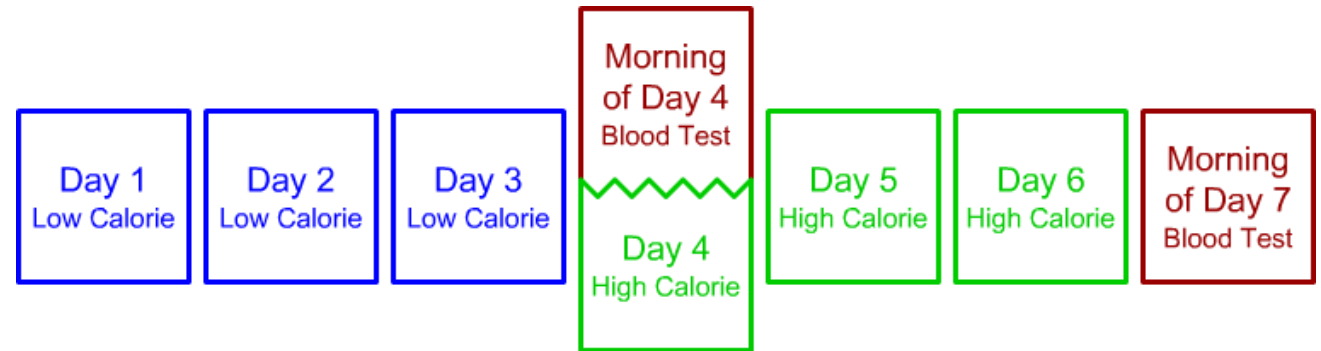 Day 1
Low Calorie
Day 2
Low Calorie
Day 3
Low Calorie
Morning
of Day 4
Blood Test
Day 4
High Calorie
Day 5
High Calorie
Day 6
High Calorie
Morning
of Day 7
Blood Test